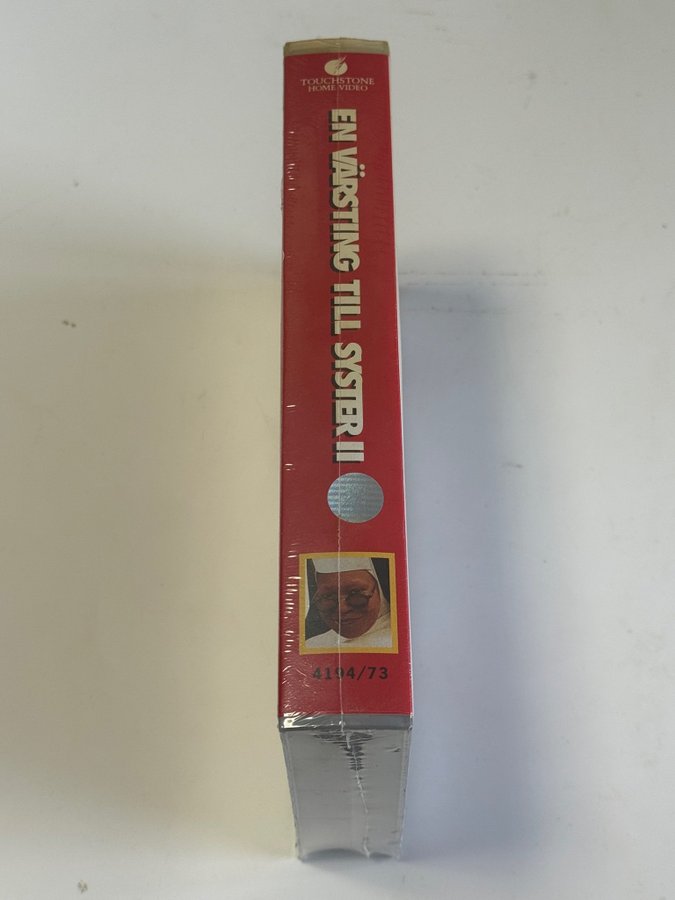 TOUCHSTONE
HOME VIDEO
EN VÄRSTING TILL SYSTER II
4194/73